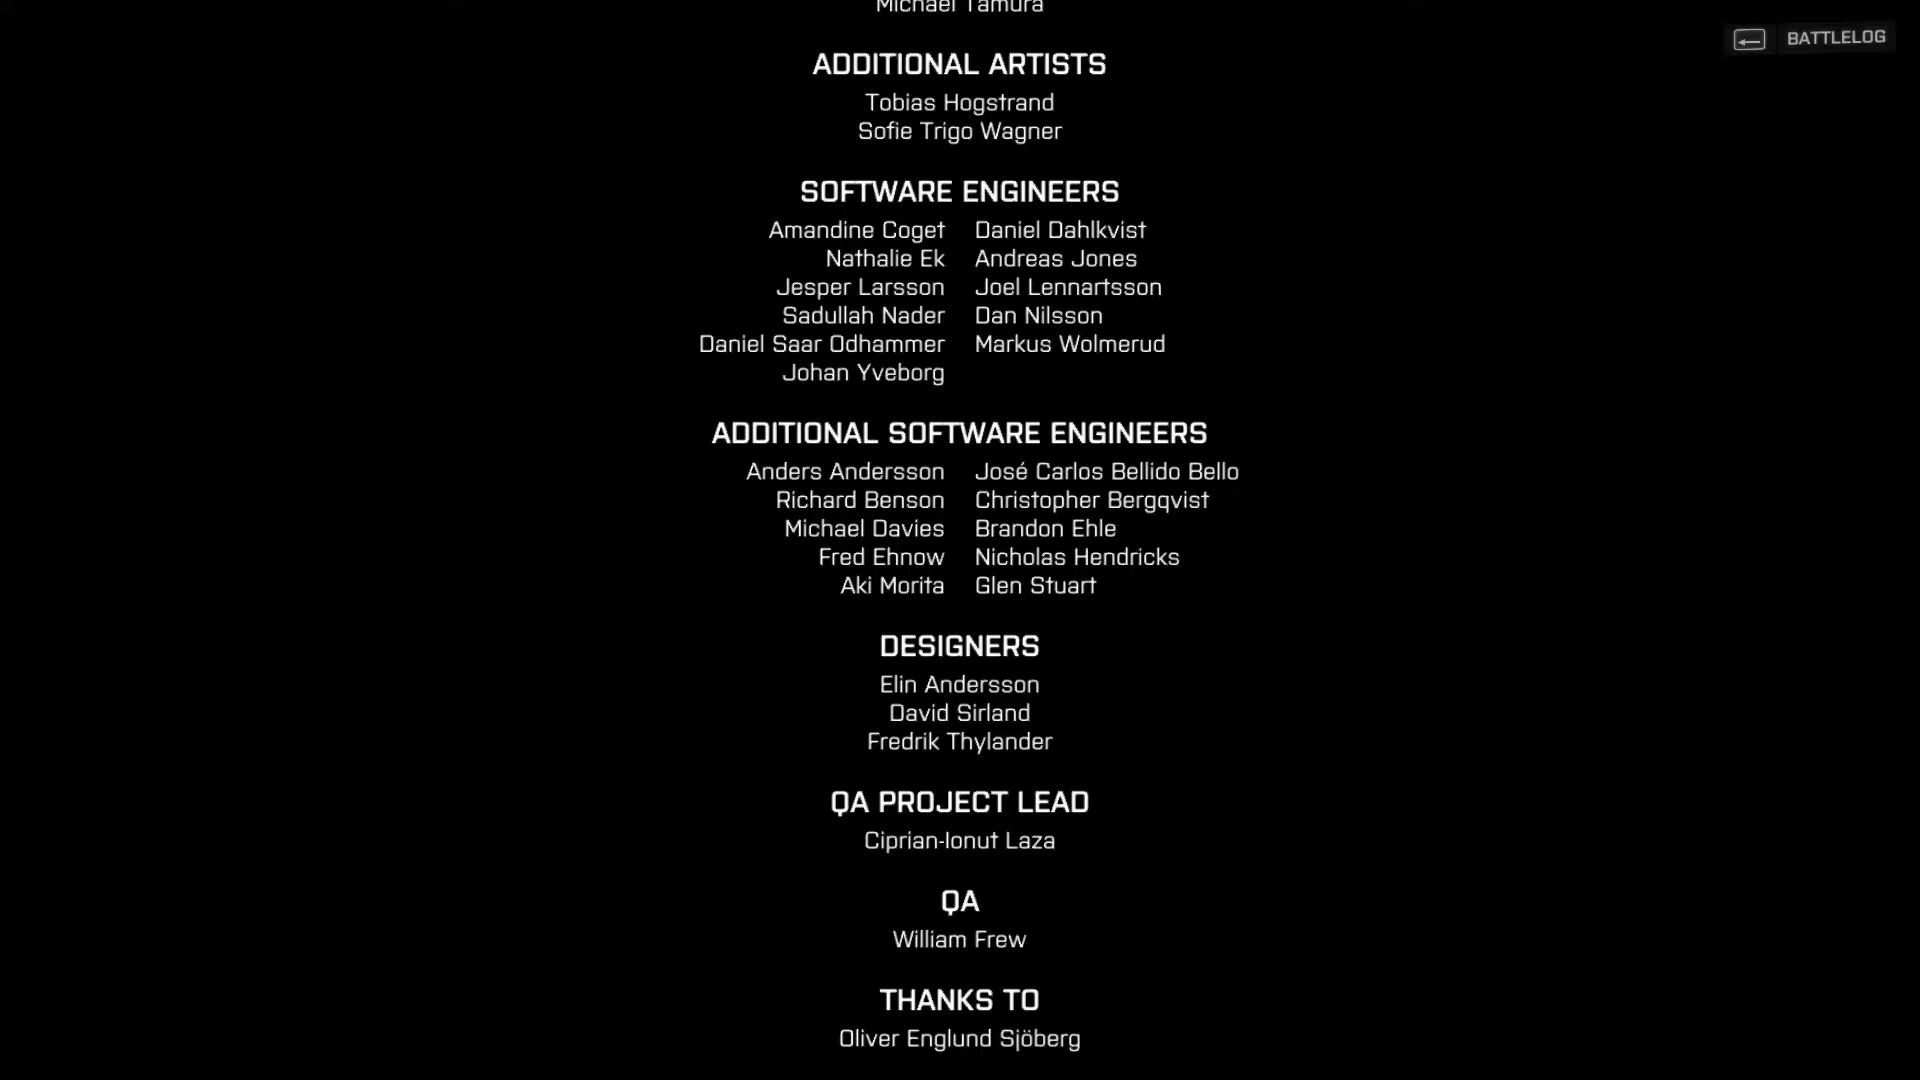 Michael Tamura
BATTLELOG
ADDITIONAL ARTISTS
Tobias Hogstrand
Sofie Trigo Wagner
SOFTWARE ENGINEERS
Amandine Coget Daniel Dahlkvist
Nathalie Ek Andreas Jones
Jesper Larsson Joel Lennartsson
Sadullah Nader Dan Nilsson
Daniel Saar Odhammer Markus Wolmerud
Johan Yveborg
ADDITIONAL SOFTWARE ENGINEERS
Anders Andersson José Carlos Bellido Bello
Richard Benson Christopher Bergqvist
Michael Davies Brandon Ehle
Fred Ehnow Nicholas Hendricks
Aki Morita Glen Stuart
DESIGNERS
Elin Andersson
David Sirland
Fredrik Thylander
QA PROJECT LEAD
Ciprian-Ionut Laza
QA
William Frew
THANKS TO
Oliver Englund Sjöberg